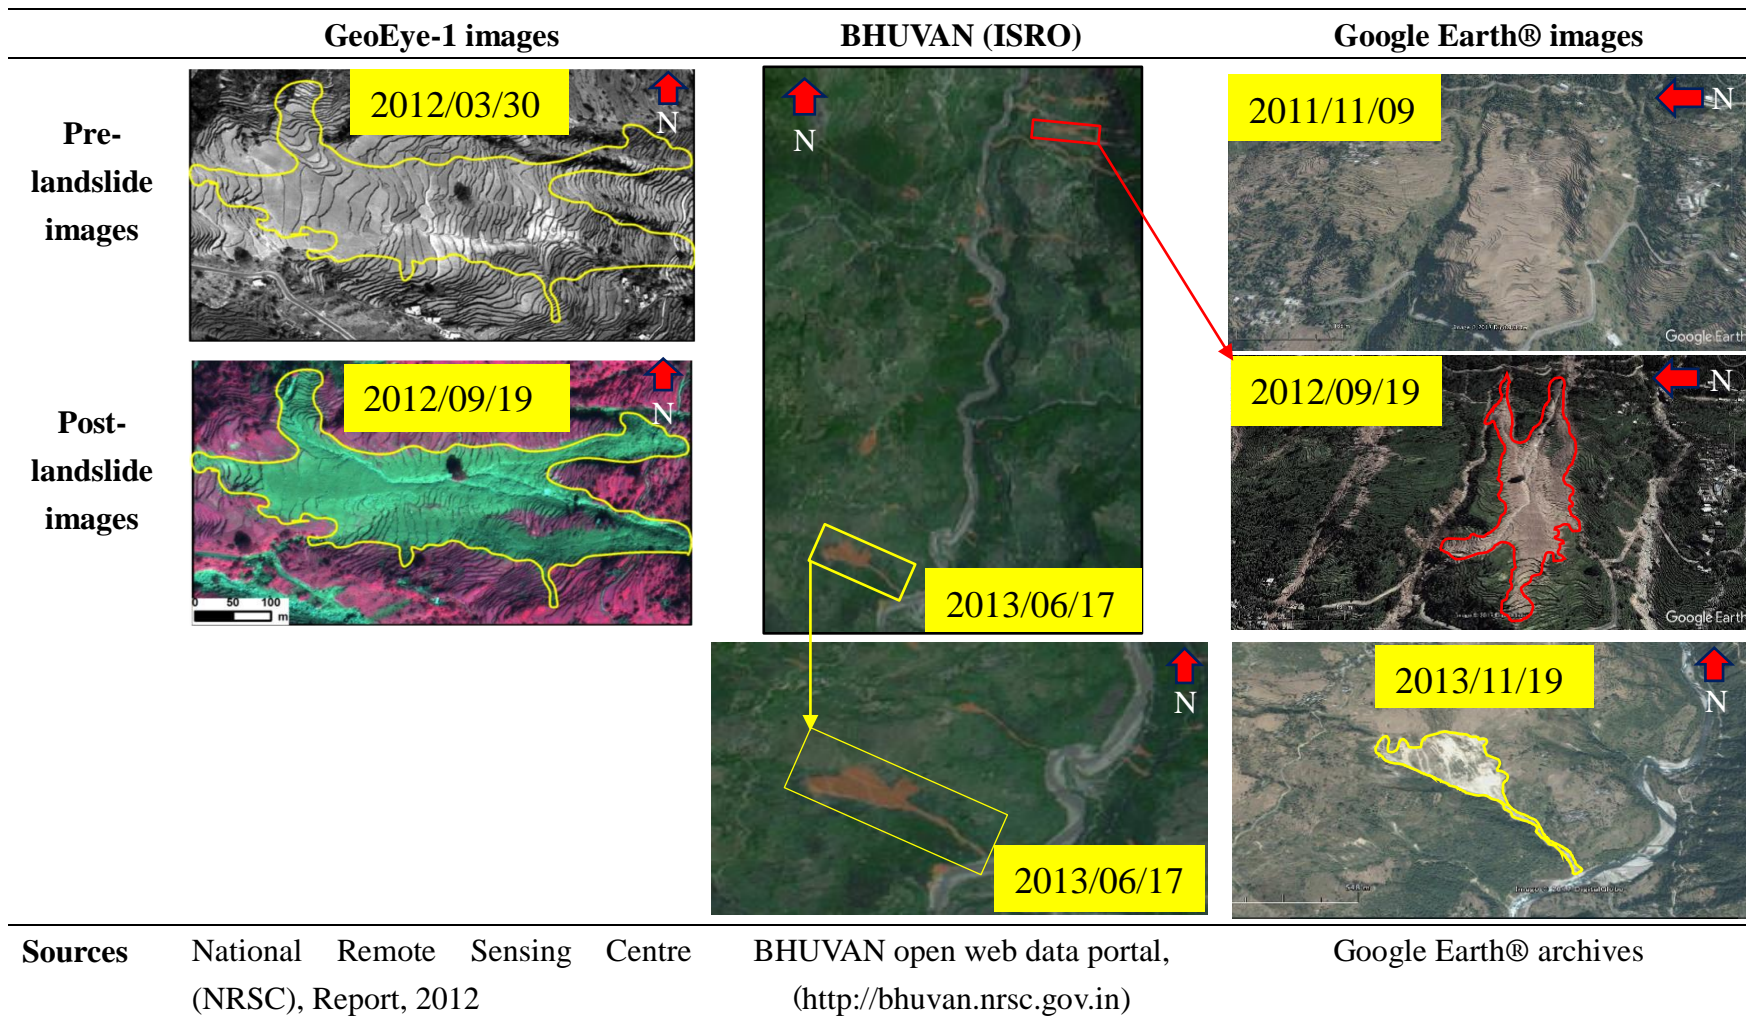 GeoEye-1 images
BHUVAN (ISRO)
Google Earth® images
Pre-
landslide
images
2012/03/30
N
N
2013/06/17
2011/11/09
N
Google Earth
Post-
landslide
images
2012/09/19
N
0 50 100
m
2012/09/19
N
Google Earth
N
2013/06/17
2013/11/19
N
Sources
National Remote Sensing Centre
(NRSC), Report, 2012
BHUVAN open web data portal,
(http://bhuvan.nrsc.gov.in)
Google Earth® archives